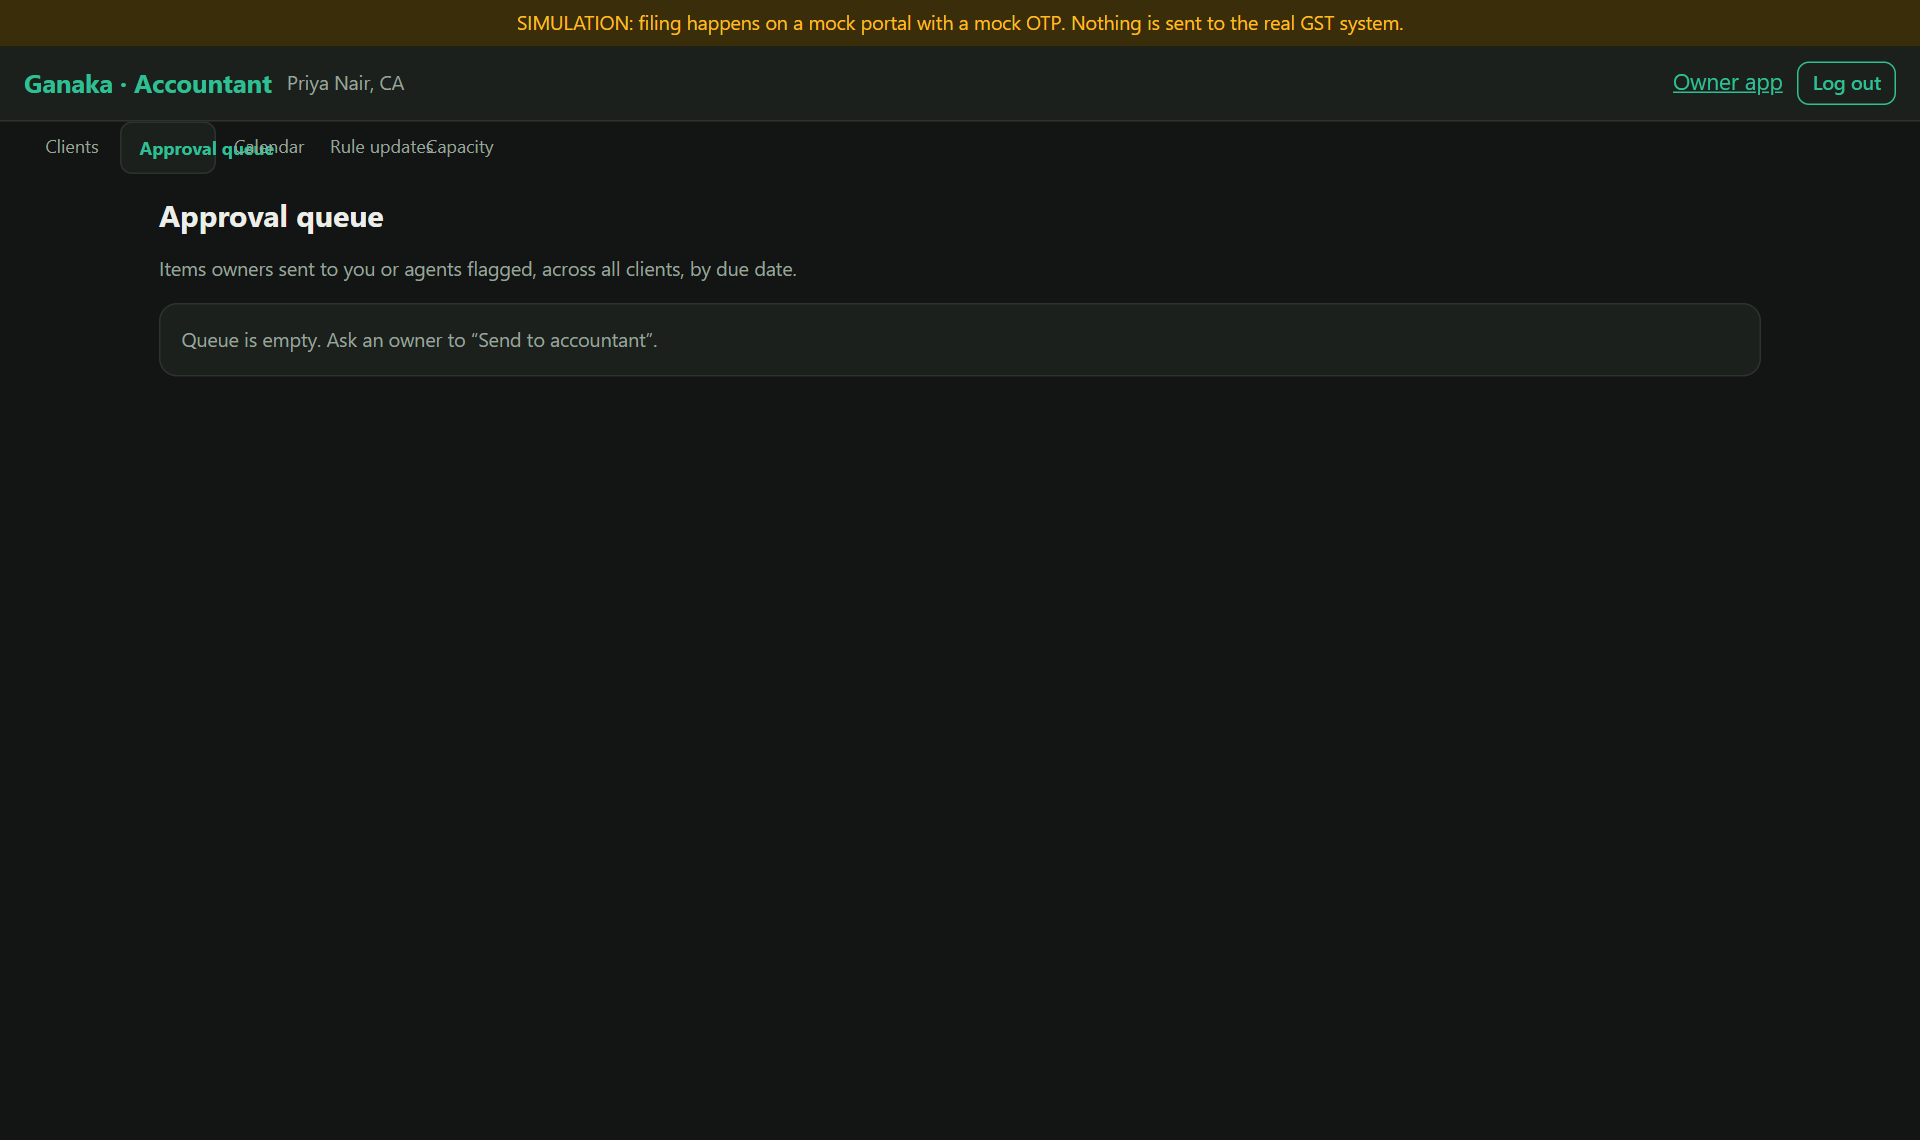 SIMULATION: filing happens on a mock portal with a mock OTP. Nothing is sent to the real GST system.
Ganaka · Accountant Priya Nair, CA Owner app Log out
Clients Approval queue Calendar Rule updates Capacity
Approval queue
Items owners sent to you or agents flagged, across all clients, by due date.
Queue is empty. Ask an owner to “Send to accountant”.